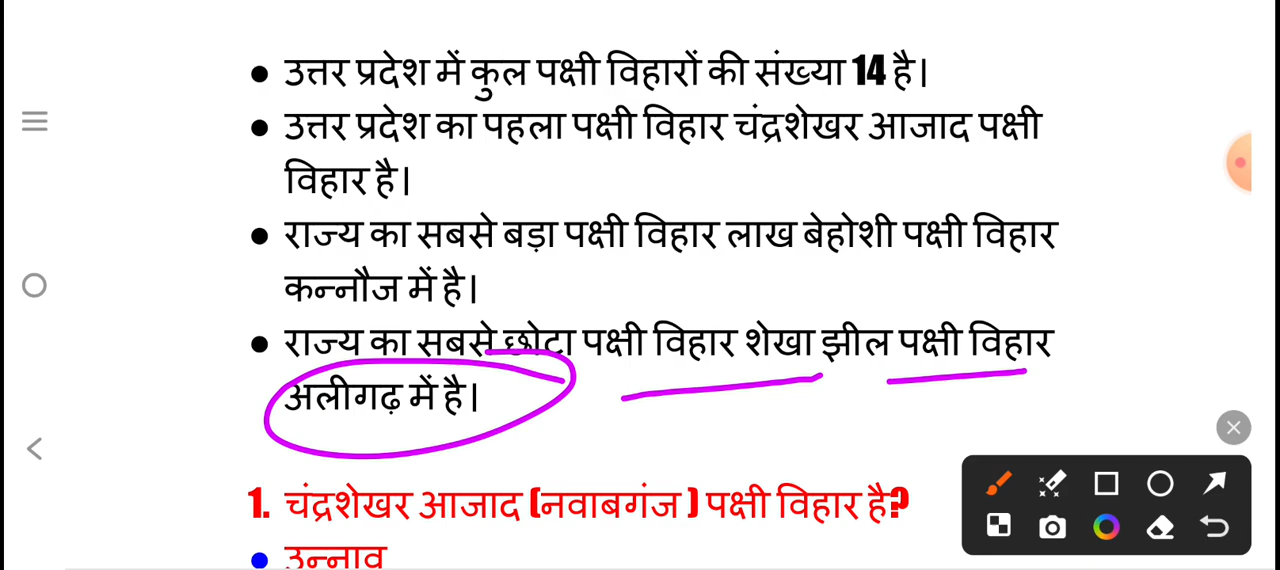 ● उत्तर प्रदेश में कुल पक्षी विहारों की संख्या 14 है।
● उत्तर प्रदेश का पहला पक्षी विहार चंद्रशेखर आजाद पक्षी
विहार है।
● राज्य का सबसे बड़ा पक्षी विहार लाख बेहोशी पक्षी विहार
कन्नौज में है।
● राज्य का सबसे छोटा पक्षी विहार शेखा झील पक्षी विहार
अलीगढ़ में है।
1. चंद्रशेखर आजाद (नवाबगंज ) पक्षी विहार है?
● उन्नाव